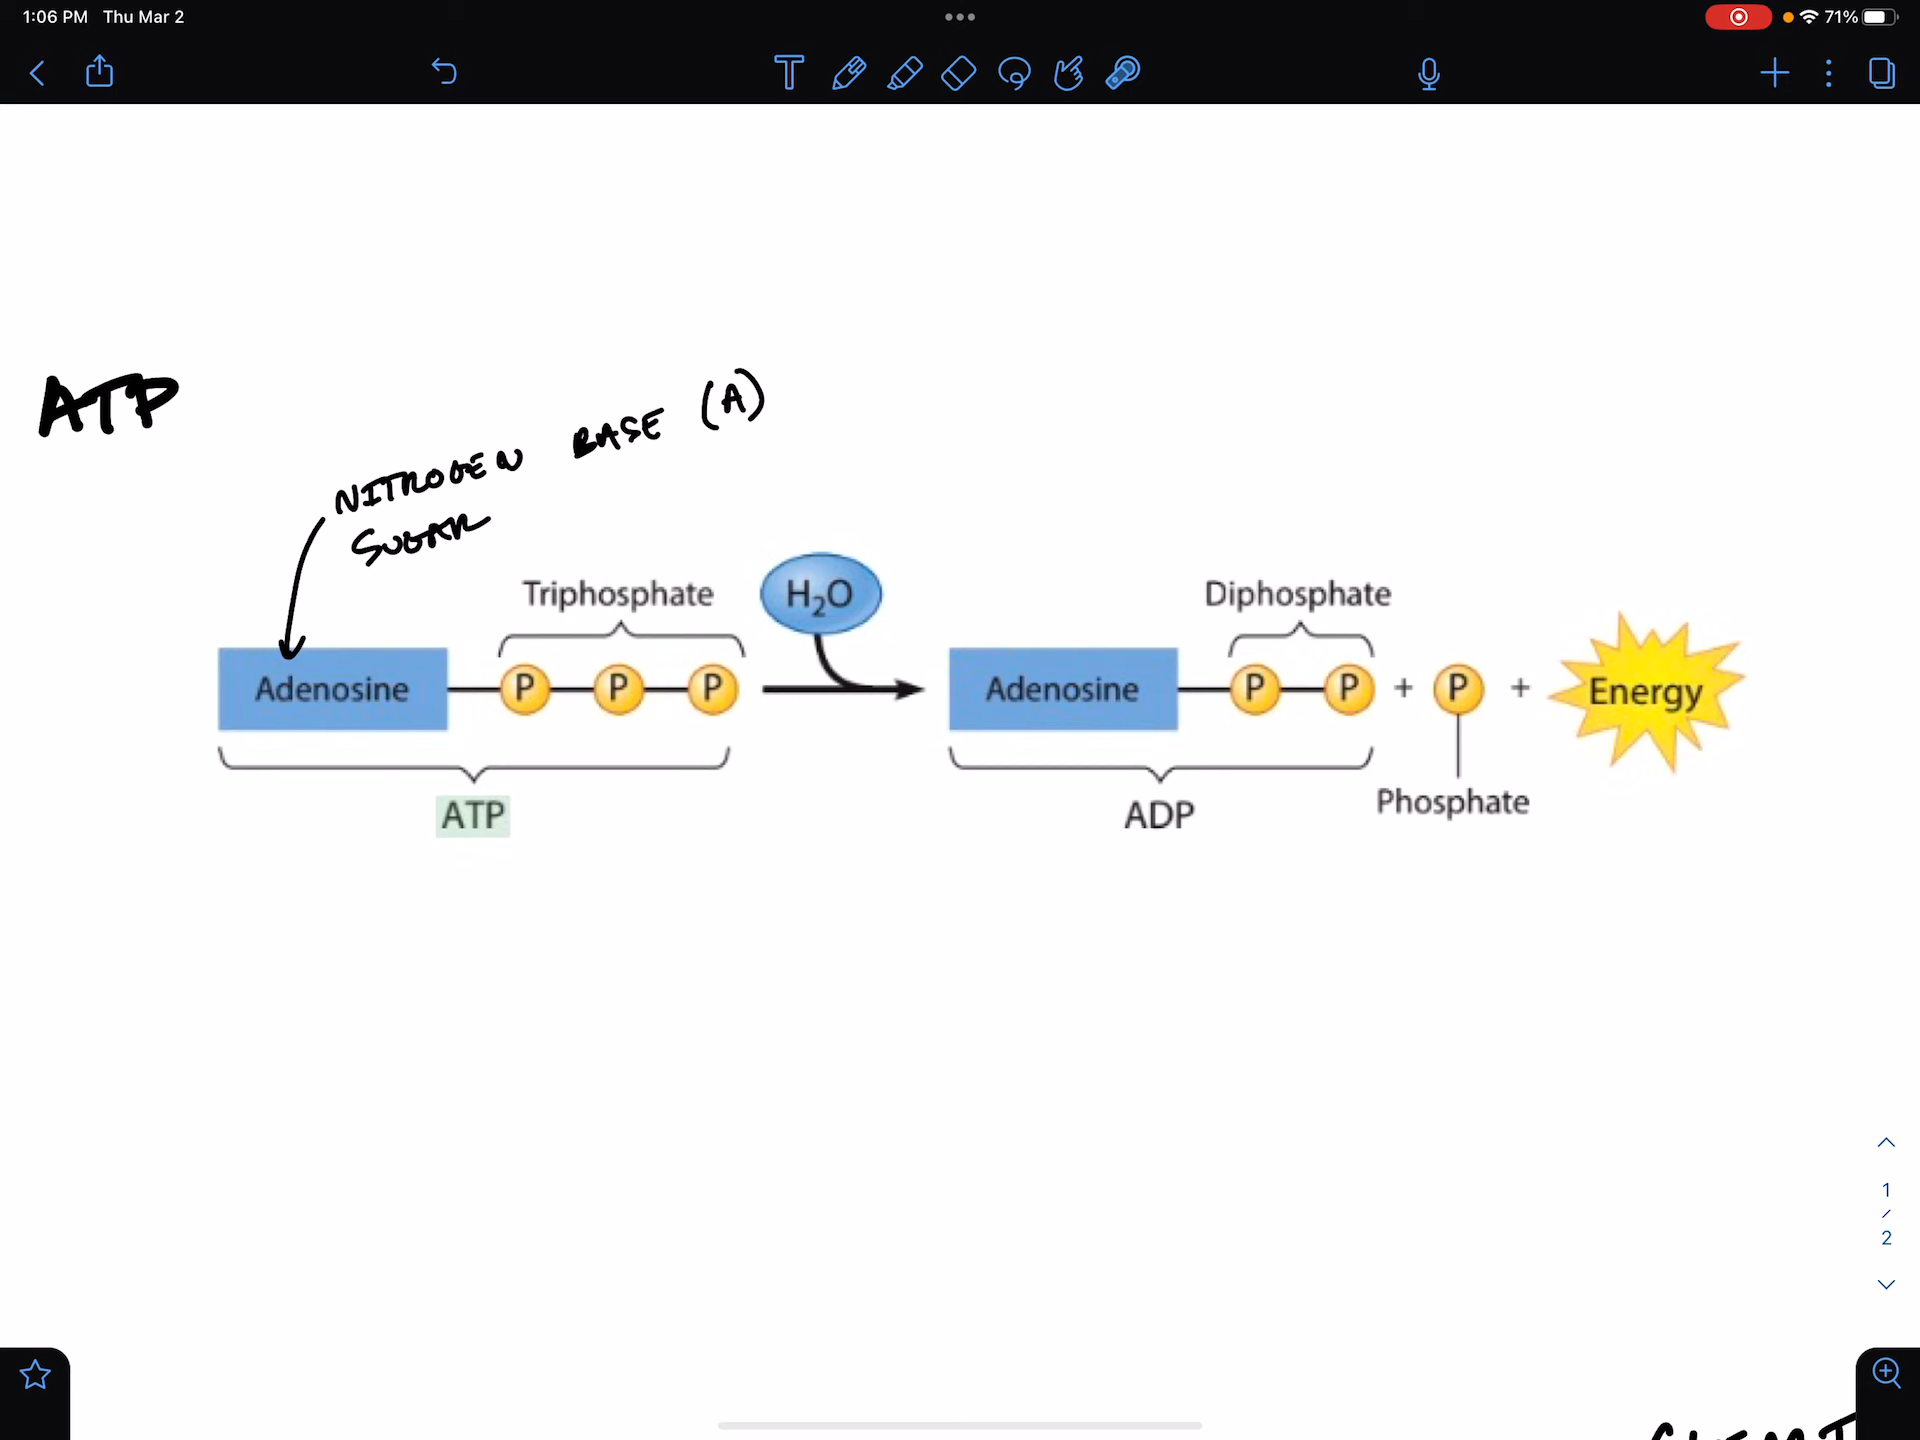 1:06 PM Thu Mar 2
71%
ATP
NITROGEN BASE (A)
SUGAR
Triphosphate
H₂O
Diphosphate
Adenosine P P P
Adenosine P P + P + Energy
ATP
ADP
Phosphate
1
/
2